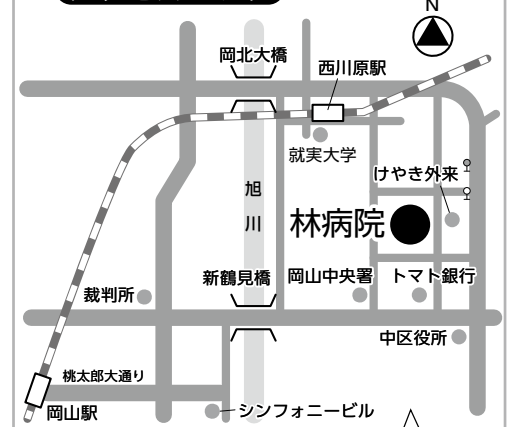 N
岡北大橋
西川原駅
就実大学
けやき外来
旭川
林病院
新鶴見橋
岡山中央署
トマト銀行
裁判所
中区役所
桃太郎大通り
岡山駅
シンフォニービル